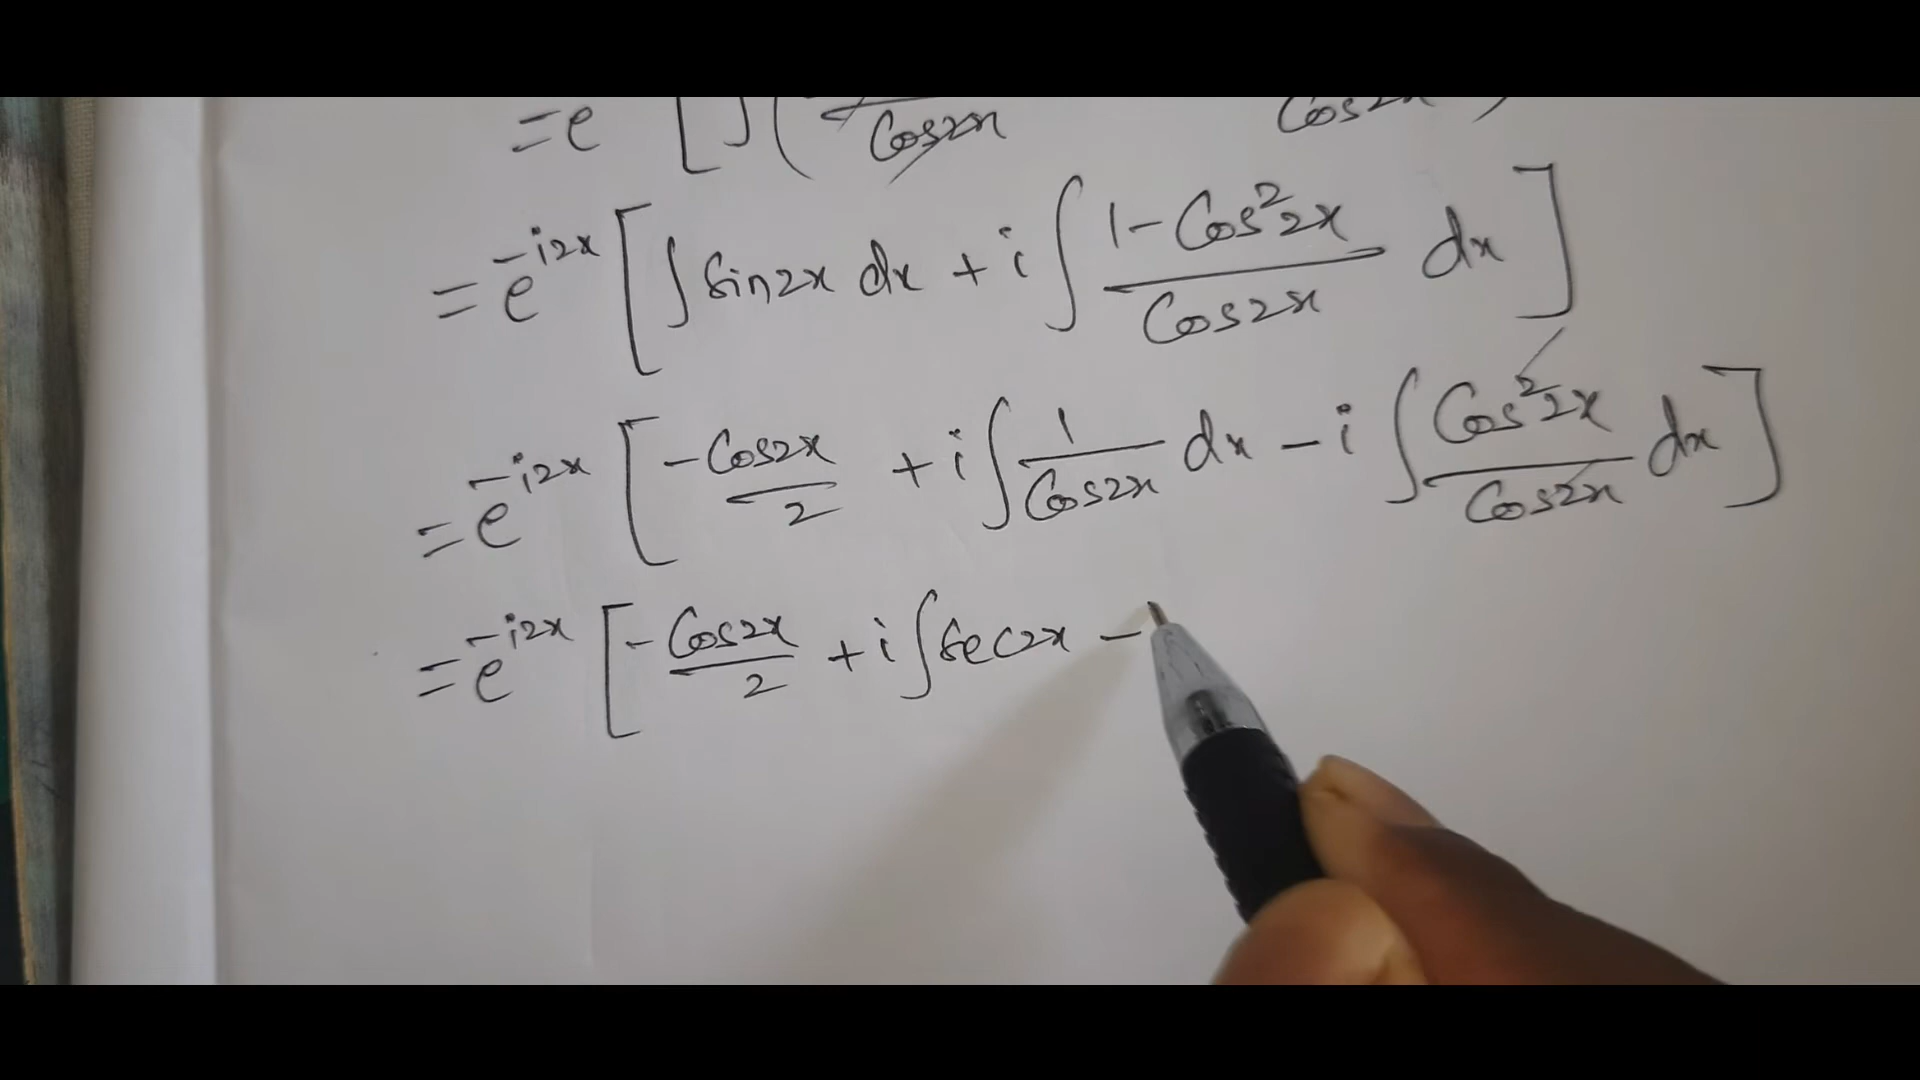 = e [ ∫ ( / Cos2x Cos2x )
= e^{-i2x} [ ∫ Sin2x dx + i ∫ (1 - Cos²2x) / Cos2x dx ]
= e^{-i2x} [ -Cos2x / 2 + i ∫ 1 / Cos2x dx - i ∫ Cos²2x / Cos2x dx ]
= e^{-i2x} [ -Cos2x / 2 + i ∫ Sec2x -